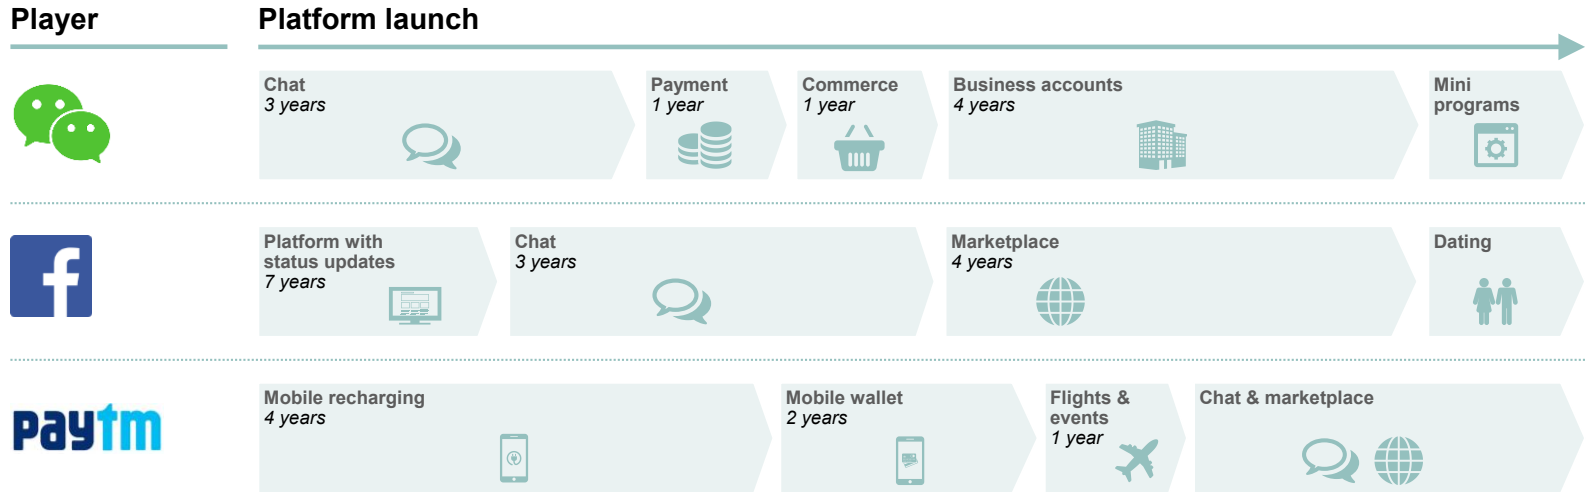 Player
Platform launch
Chat
3 years
Payment
1 year
Commerce
1 year
Business accounts
4 years
Mini
programs
f
Platform with
status updates
7 years
Chat
3 years
Marketplace
4 years
Dating
paytm
Mobile recharging
4 years
Mobile wallet
2 years
Flights &
events
1 year
Chat & marketplace